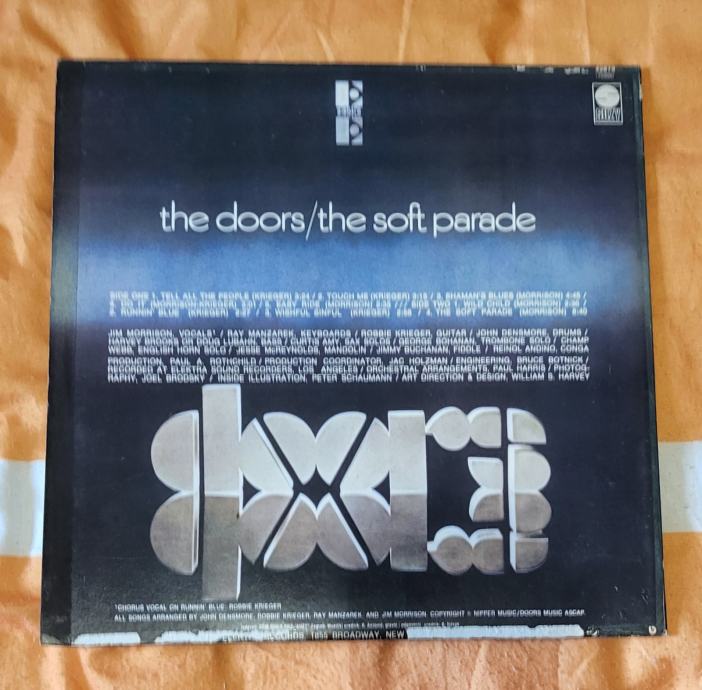 the doors/the soft parade
SIDE ONE 1. TELL ALL THE PEOPLE (KRIEGER) 3:24 / 2. TOUCH ME (KRIEGER) 3:15 / 3. SHAMAN'S BLUES (MORRISON) 4:45 /
4. DO IT (MORRISON-KRIEGER) 3:01 / 5. EASY RIDE (MORRISON) 2:35 /// SIDE TWO 1. WILD CHILD (MORRISON) 2:36 /
2. RUNNIN' BLUE (KRIEGER) 2:27 / 3. WISHFUL SINFUL (KRIEGER) 2:56 / 4. THE SOFT PARADE (MORRISON) 8:40
JIM MORRISON, VOCALS* / RAY MANZAREK, KEYBOARDS / ROBBIE KRIEGER, GUITAR / JOHN DENSMORE, DRUMS /
HARVEY BROOKS OR DOUG LUBAHN, BASS / CURTIS AMY, SAX SOLOS / GEORGE BOHANAN, TROMBONE SOLO / CHAMP
WEBB, ENGLISH HORN SOLO / JESSE McREYNOLDS, MANDOLIN / JIMMY BUCHANAN, FIDDLE / REINOL ANDINO, CONGA
PAUL A. ROTHCHILD / PRODUCTION COORDINATOR, JAC HOLZMAN / ENGINEERING, BRUCE BOTNICK /
RECORDED AT ELEKTRA SOUND RECORDERS, LOS ANGELES / ORCHESTRAL ARRANGEMENTS, PAUL HARRIS / PHOTOG-
RAPHY, JOEL BRODSKY / INSIDE ILLUSTRATION, PETER SCHAUMANN / ART DIRECTION & DESIGN, WILLIAM S. HARVEY
DOORS
*CHORUS VOCAL ON RUNNIN' BLUE: ROBBIE KRIEGER
ALL SONGS ARRANGED BY JOHN DENSMORE, ROBBIE KRIEGER, RAY MANZAREK, AND JIM MORRISON. COPYRIGHT © NIPPER MUSIC/DOORS MUSIC ASCAP.
RECORDS, 1855 BROADWAY, NEW